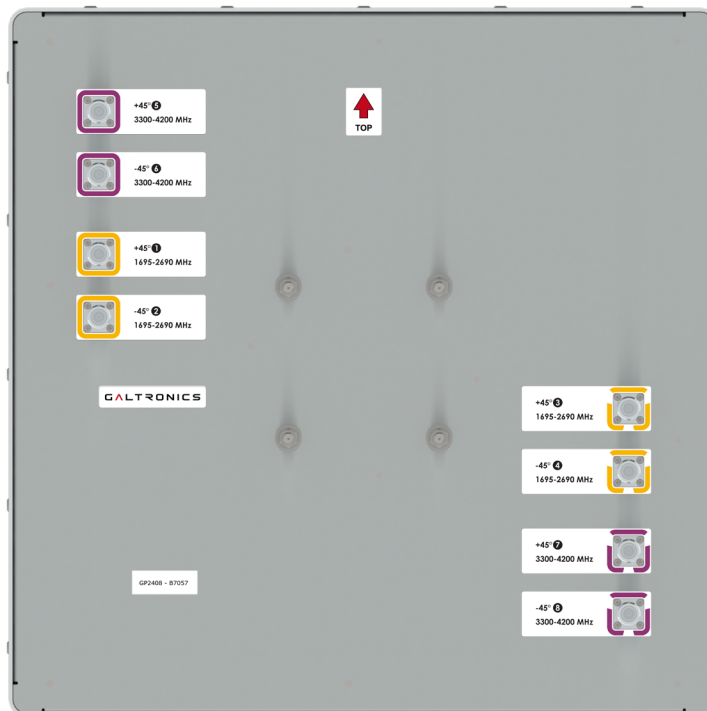 +45° 5
3300-4200 MHz
-45° 6
3300-4200 MHz
+45° 1
1695-2690 MHz
-45° 2
1695-2690 MHz
TOP
GALTRONICS
+45° 3
1695-2690 MHz
-45° 4
1695-2690 MHz
+45° 7
3300-4200 MHz
-45° 8
3300-4200 MHz
GP2408 - B7057